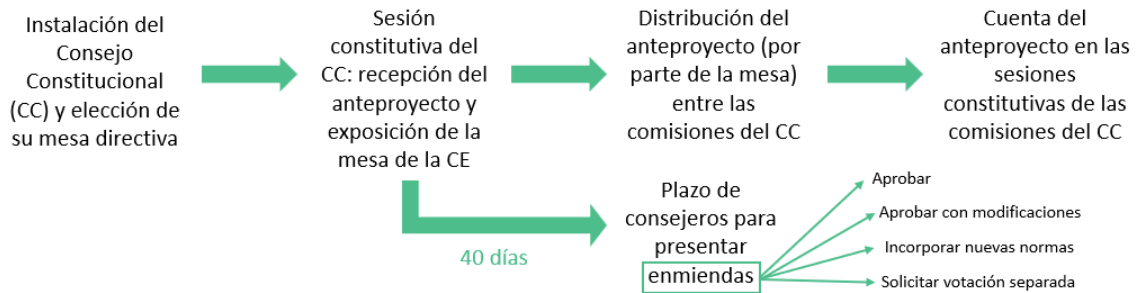 Instalación del
Consejo
Constitucional
(CC) y elección de
su mesa directiva
Sesión
constitutiva del
CC: recepción del
anteproyecto y
exposición de la
mesa de la CE
Distribución del
anteproyecto (por
parte de la mesa)
entre las
comisiones del CC
Cuenta del
anteproyecto en las
sesiones
constitutivas de las
comisiones del CC
40 días
Plazo de
consejeros para
presentar
enmiendas
Aprobar
Aprobar con modificaciones
Incorporar nuevas normas
Solicitar votación separada